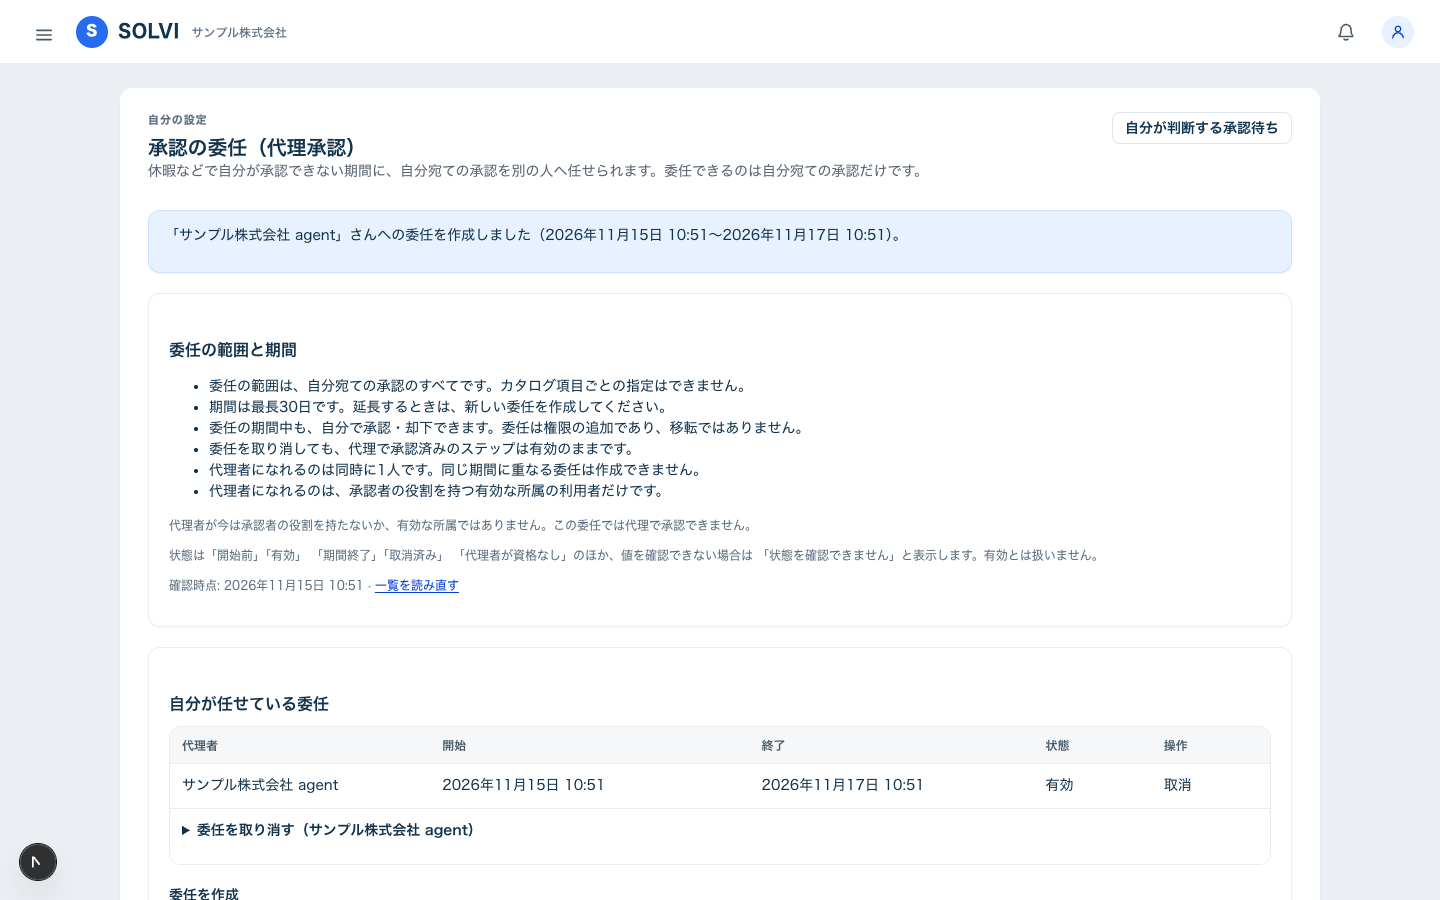 S SOLVI サンプル株式会社
自分の設定
承認の委任（代理承認）
自分が判断する承認待ち
休暇などで自分が承認できない期間に、自分宛ての承認を別の人へ任せられます。委任できるのは自分宛ての承認だけです。
「サンプル株式会社 agent」さんへの委任を作成しました（2026年11月15日 10:51〜2026年11月17日 10:51）。
委任の範囲と期間
• 委任の範囲は、自分宛ての承認のすべてです。カタログ項目ごとの指定はできません。
• 期間は最長30日です。延長するときは、新しい委任を作成してください。
• 委任の期間中も、自分で承認・却下できます。委任は権限の追加であり、移転ではありません。
• 委任を取り消しても、代理で承認済みのステップは有効のままです。
• 代理者になれるのは同時に1人です。同じ期間に重なる委任は作成できません。
• 代理者になれるのは、承認者の役割を持つ有効な所属の利用者だけです。
代理者が今は承認者の役割を持たないか、有効な所属ではありません。この委任では代理で承認できません。
状態は「開始前」「有効」 「期間終了」「取消済み」 「代理者が資格なし」のほか、値を確認できない場合は 「状態を確認できません」と表示します。有効とは扱いません。
確認時点: 2026年11月15日 10:51 · 一覧を読み直す
自分が任せている委任
代理者 開始 終了 状態 操作
サンプル株式会社 agent 2026年11月15日 10:51 2026年11月17日 10:51 有効 取消
▶ 委任を取り消す（サンプル株式会社 agent）
委任を作成